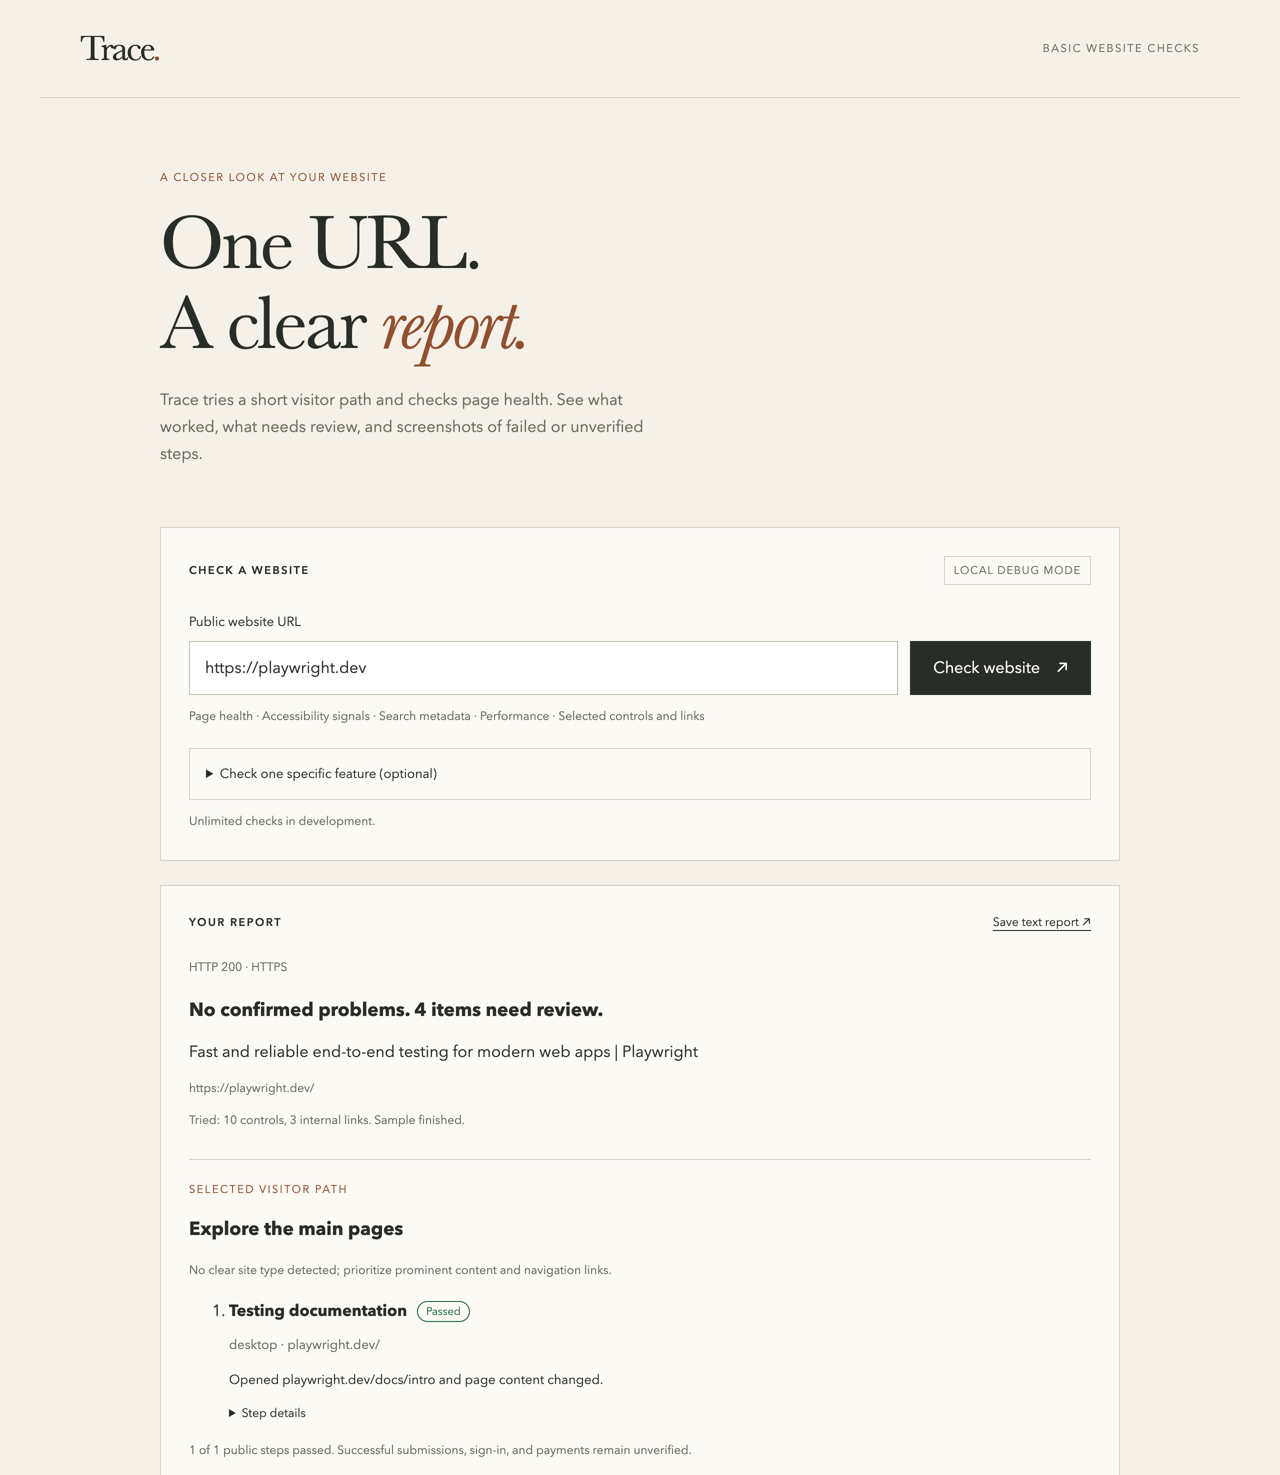 Trace.
BASIC WEBSITE CHECKS
A CLOSER LOOK AT YOUR WEBSITE
One URL.
A clear report.
Trace tries a short visitor path and checks page health. See what
worked, what needs review, and screenshots of failed or unverified
steps.
CHECK A WEBSITE
LOCAL DEBUG MODE
Public website URL
https://playwright.dev
Check website ↗
Page health · Accessibility signals · Search metadata · Performance · Selected controls and links
▶ Check one specific feature (optional)
Unlimited checks in development.
YOUR REPORT
Save text report ↗
HTTP 200 · HTTPS
No confirmed problems. 4 items need review.
Fast and reliable end-to-end testing for modern web apps | Playwright
https://playwright.dev/
Tried: 10 controls, 3 internal links. Sample finished.
SELECTED VISITOR PATH
Explore the main pages
No clear site type detected; prioritize prominent content and navigation links.
1. Testing documentation Passed
desktop · playwright.dev/
Opened playwright.dev/docs/intro and page content changed.
▶ Step details
1 of 1 public steps passed. Successful submissions, sign-in, and payments remain unverified.